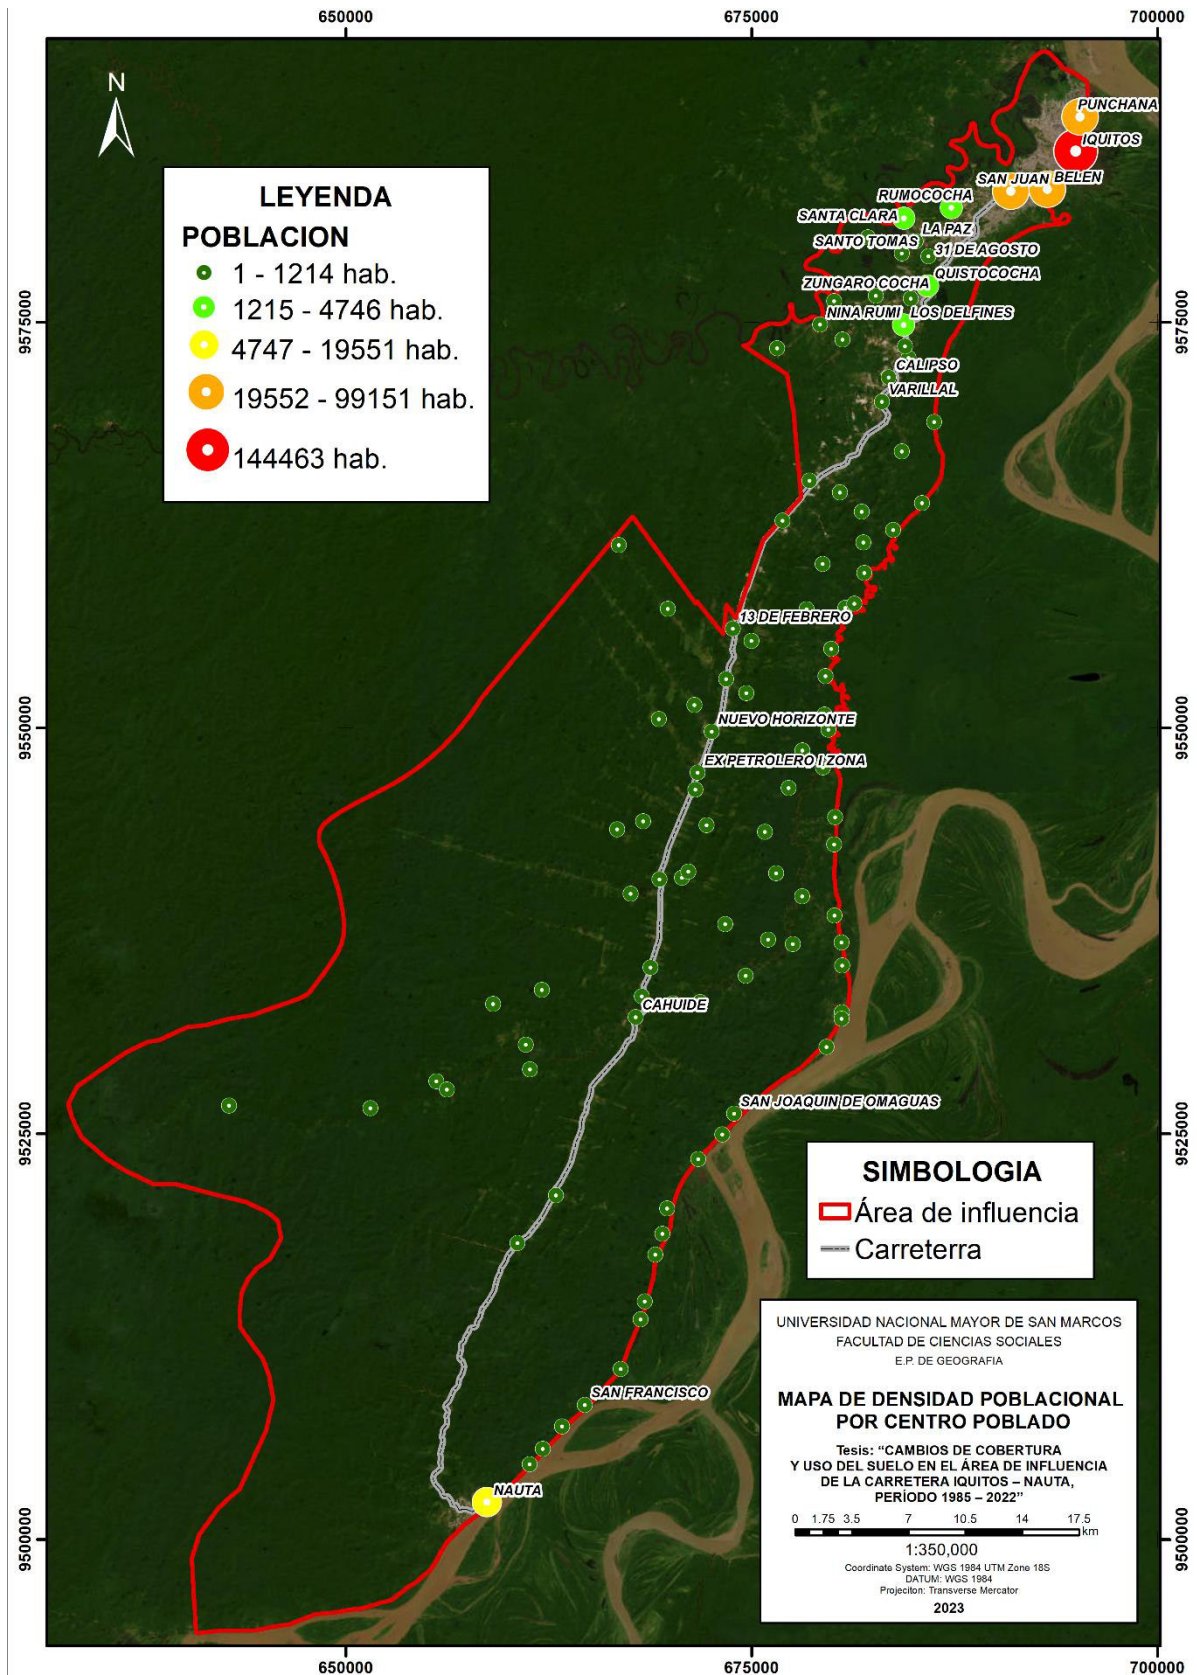 650000
675000
700000
N
PUNCHANA
IQUITOS
SAN JUAN
BELEN
RUMOCOCHA
SANTA CLARA
LA PAZ
SANTO TOMAS
31 DE AGOSTO
QUISTOCOCHA
ZUNGARO COCHA
NINA RUMI
LOS DELFINES
CALIPSO
VARILLAL
LEYENDA
POBLACION
1 - 1214 hab.
1215 - 4746 hab.
4747 - 19551 hab.
19552 - 99151 hab.
144463 hab.
9575000
9575000
13 DE FEBRERO
NUEVO HORIZONTE
EX PETROLERO I ZONA
9550000
9550000
CAHUIDE
SAN JOAQUIN DE OMAGUAS
9525000
9525000
SIMBOLOGIA
Área de influencia
Carreterra
SAN FRANCISCO
NAUTA
UNIVERSIDAD NACIONAL MAYOR DE SAN MARCOS
FACULTAD DE CIENCIAS SOCIALES
E.P. DE GEOGRAFIA
MAPA DE DENSIDAD POBLACIONAL
POR CENTRO POBLADO
Tesis: “CAMBIOS DE COBERTURA
Y USO DEL SUELO EN EL ÁREA DE INFLUENCIA
DE LA CARRETERA IQUITOS – NAUTA,
PERÍODO 1985 – 2022”
0 1.75 3.5 7 10.5 14 17.5
km
1:350,000
Coordinate System: WGS 1984 UTM Zone 18S
DATUM: WGS 1984
Projeciton: Transverse Mercator
2023
9500000
9500000
650000
675000
700000